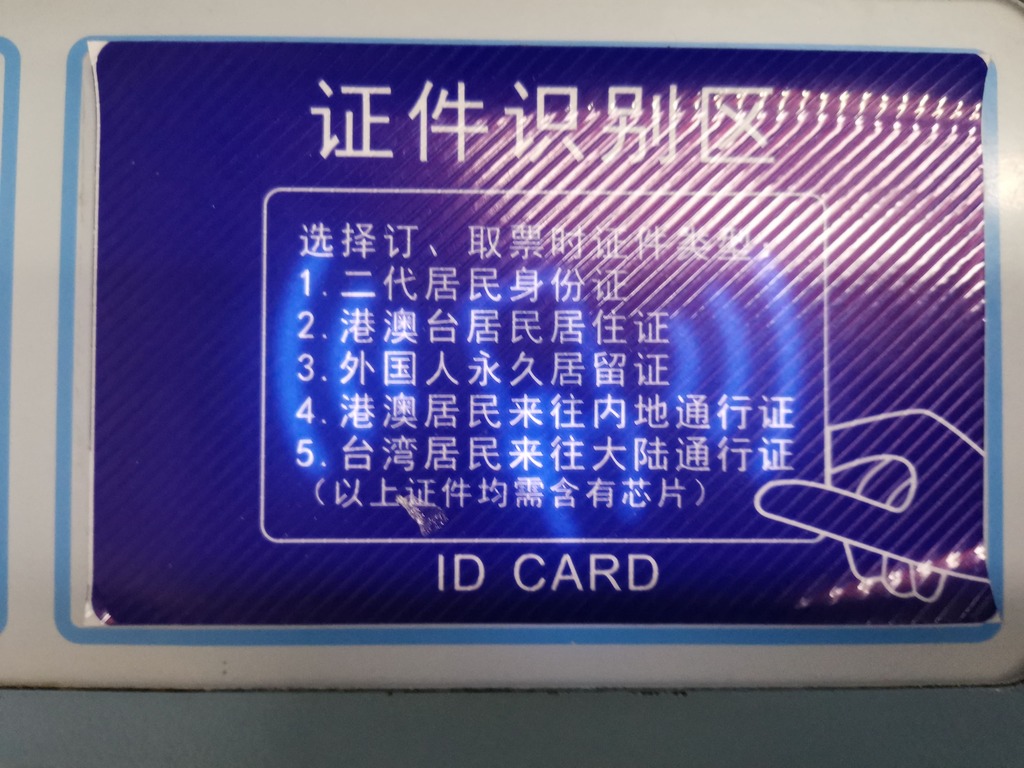 证件识别区
选择订、取票时证件类型：
1.二代居民身份证
2.港澳台居民居住证
3.外国人永久居留证
4.港澳居民来往内地通行证
5.台湾居民来往大陆通行证
（以上证件均需含有芯片）
ID CARD